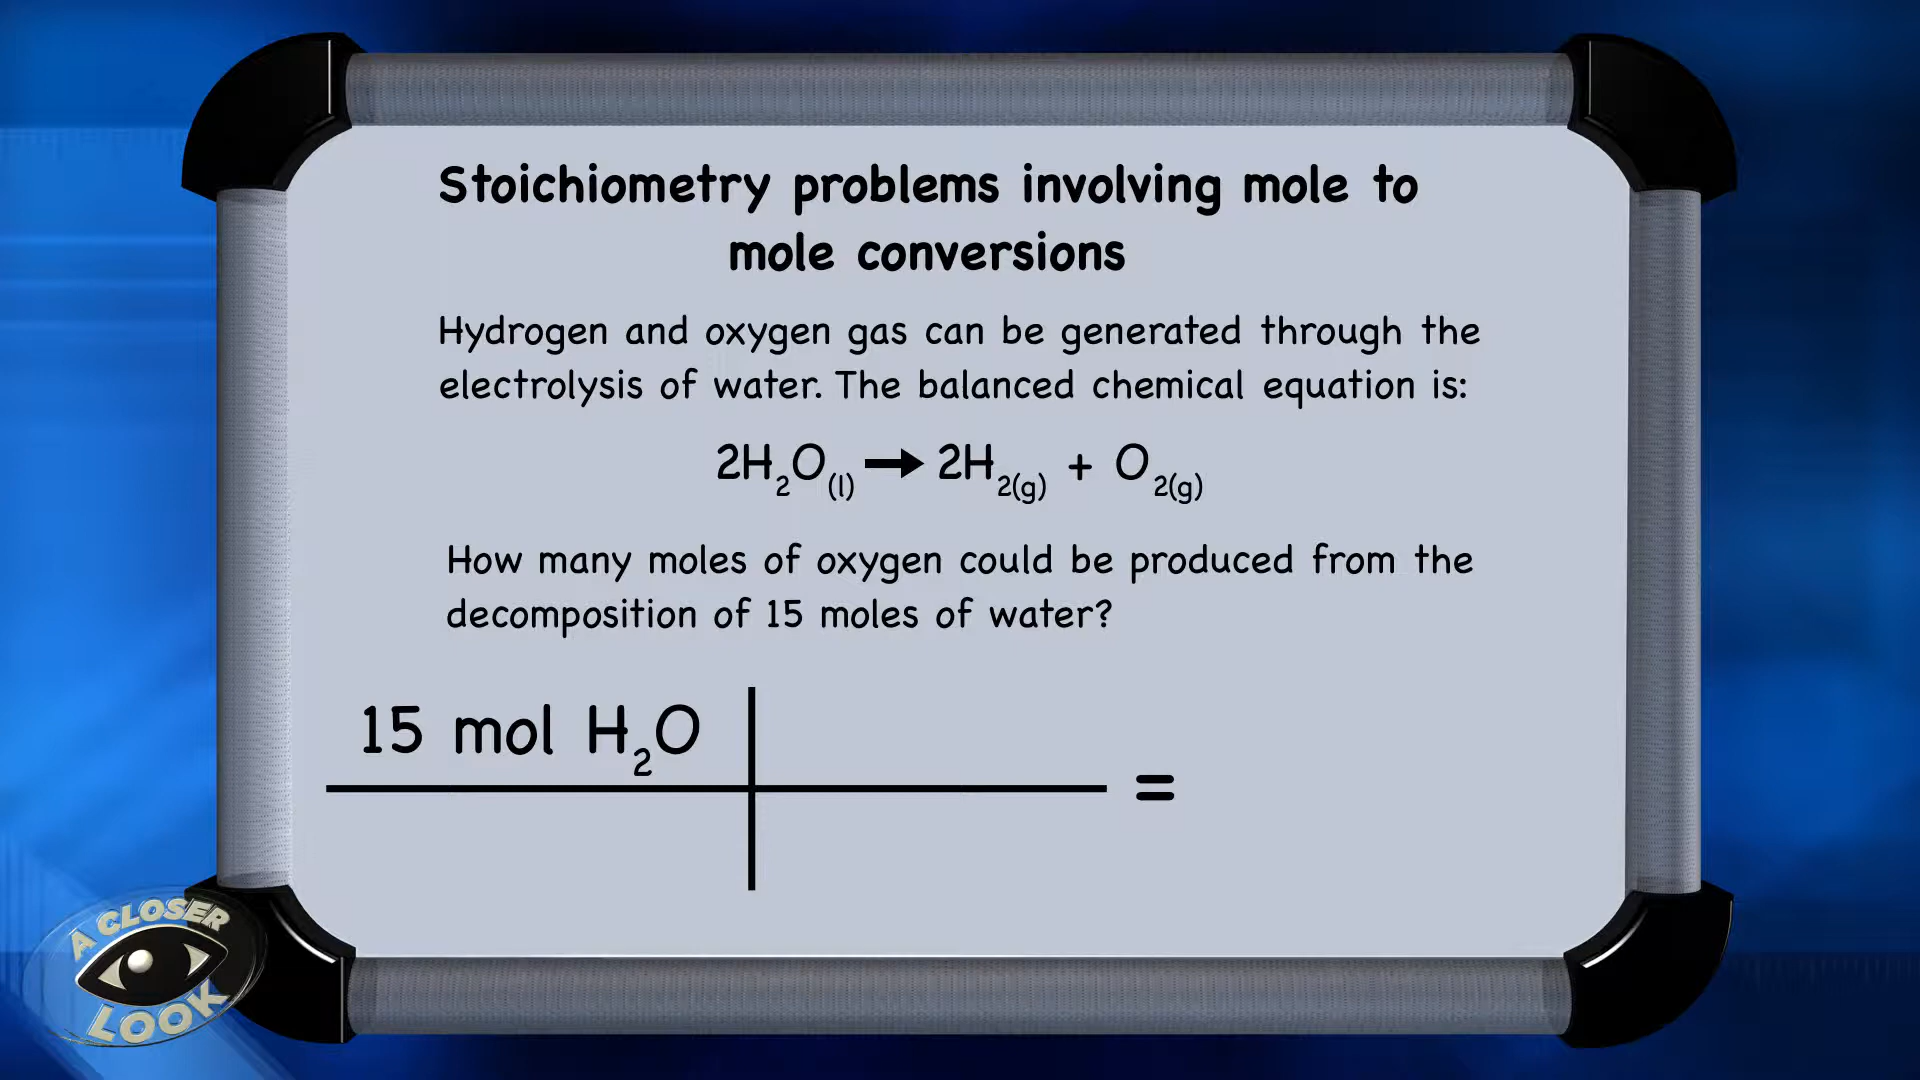 Stoichiometry problems involving mole to
mole conversions
Hydrogen and oxygen gas can be generated through the
electrolysis of water. The balanced chemical equation is:
2H₂O(l) → 2H₂(g) + O₂(g)
How many moles of oxygen could be produced from the
decomposition of 15 moles of water?
15 mol H₂O
=
A CLOSER
LOOK